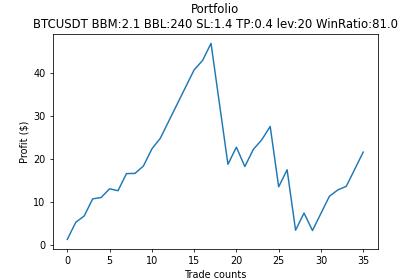 Portfolio
BTCUSDT BBM:2.1 BBL:240 SL:1.4 TP:0.4 lev:20 WinRatio:81.0
Profit ($)
40
30
20
10
0
0 5 10 15 20 25 30 35
Trade counts